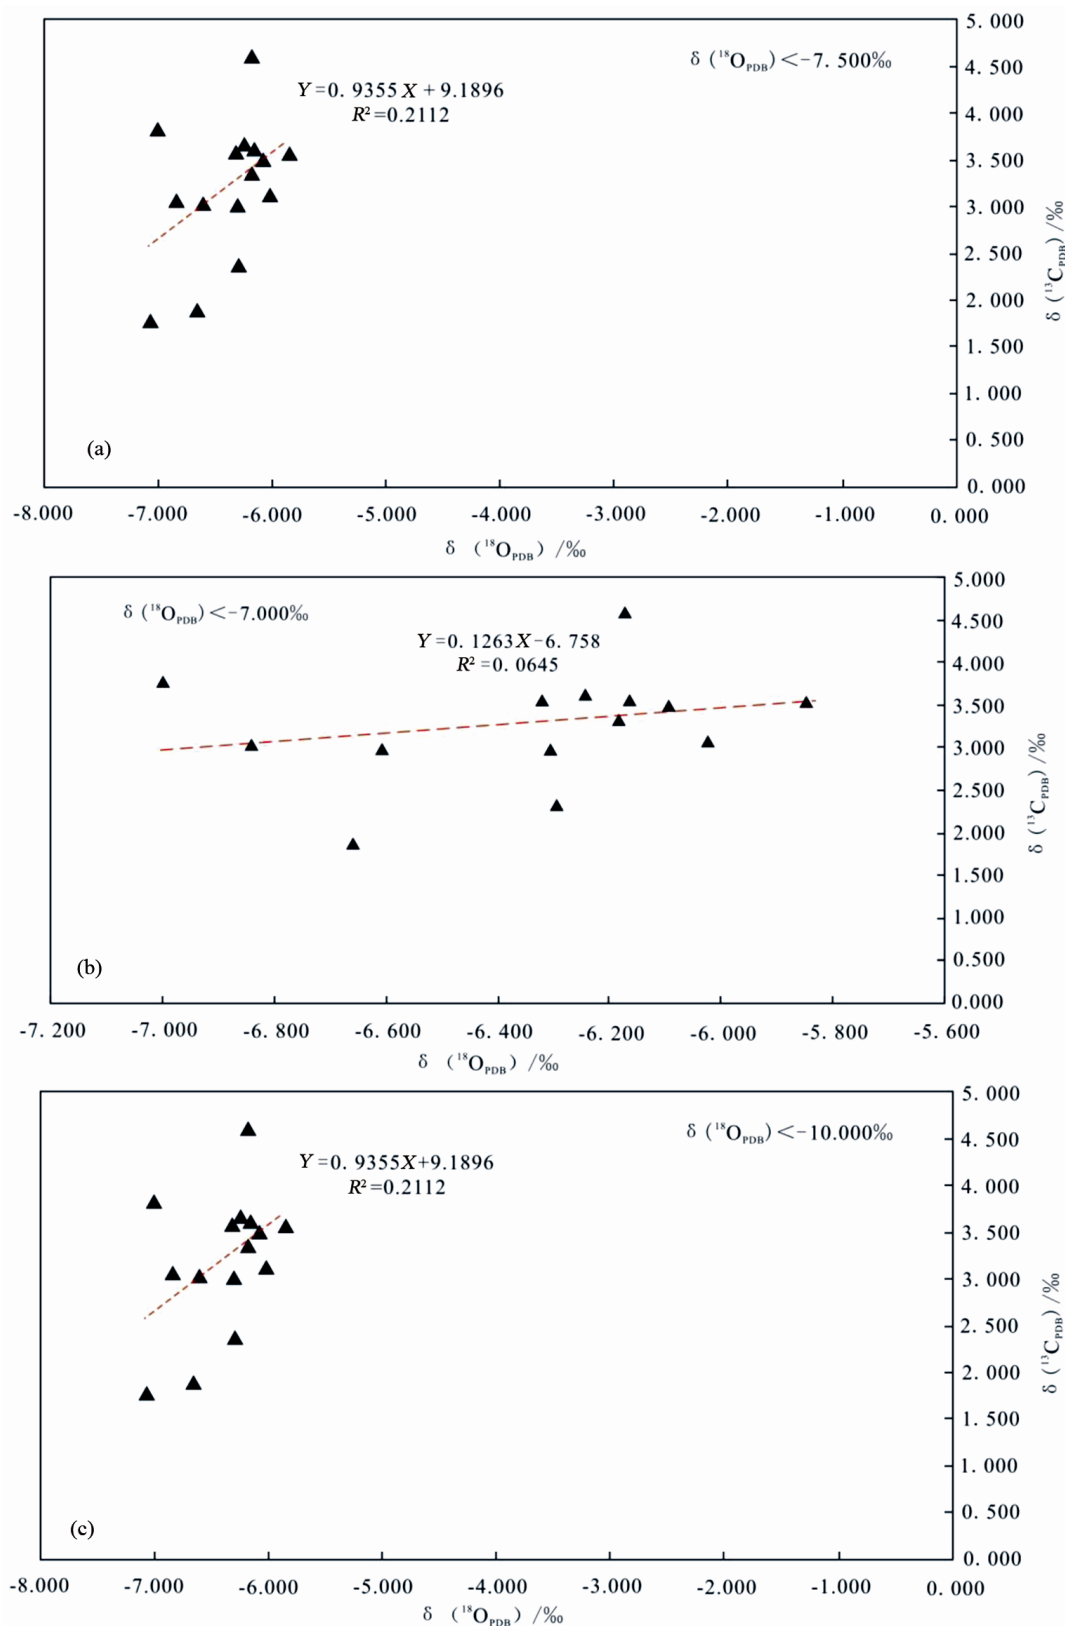 5.000
δ (¹⁸O_PDB) <-7.500‰
4.500
Y=0.9355X+9.1896
R²=0.2112
4.000
3.500
3.000
2.500
2.000
1.500
1.000
0.500
0.000
δ (¹³C_PDB) /‰
(a)
-8.000 -7.000 -6.000 -5.000 -4.000 -3.000 -2.000 -1.000 0.000
δ (¹⁸O_PDB) /‰
5.000
δ (¹⁸O_PDB) <-7.000‰
4.500
Y=0.1263X-6.758
R²=0.0645
4.000
3.500
3.000
2.500
2.000
1.500
1.000
0.500
0.000
δ (¹³C_PDB) /‰
(b)
-7.200 -7.000 -6.800 -6.600 -6.400 -6.200 -6.000 -5.800 -5.600
δ (¹⁸O_PDB) /‰
5.000
δ (¹⁸O_PDB) <-10.000‰
4.500
Y=0.9355X+9.1896
R²=0.2112
4.000
3.500
3.000
2.500
2.000
1.500
1.000
0.500
0.000
δ (¹³C_PDB) /‰
(c)
-8.000 -7.000 -6.000 -5.000 -4.000 -3.000 -2.000 -1.000 0.000
δ (¹⁸O_PDB) /‰